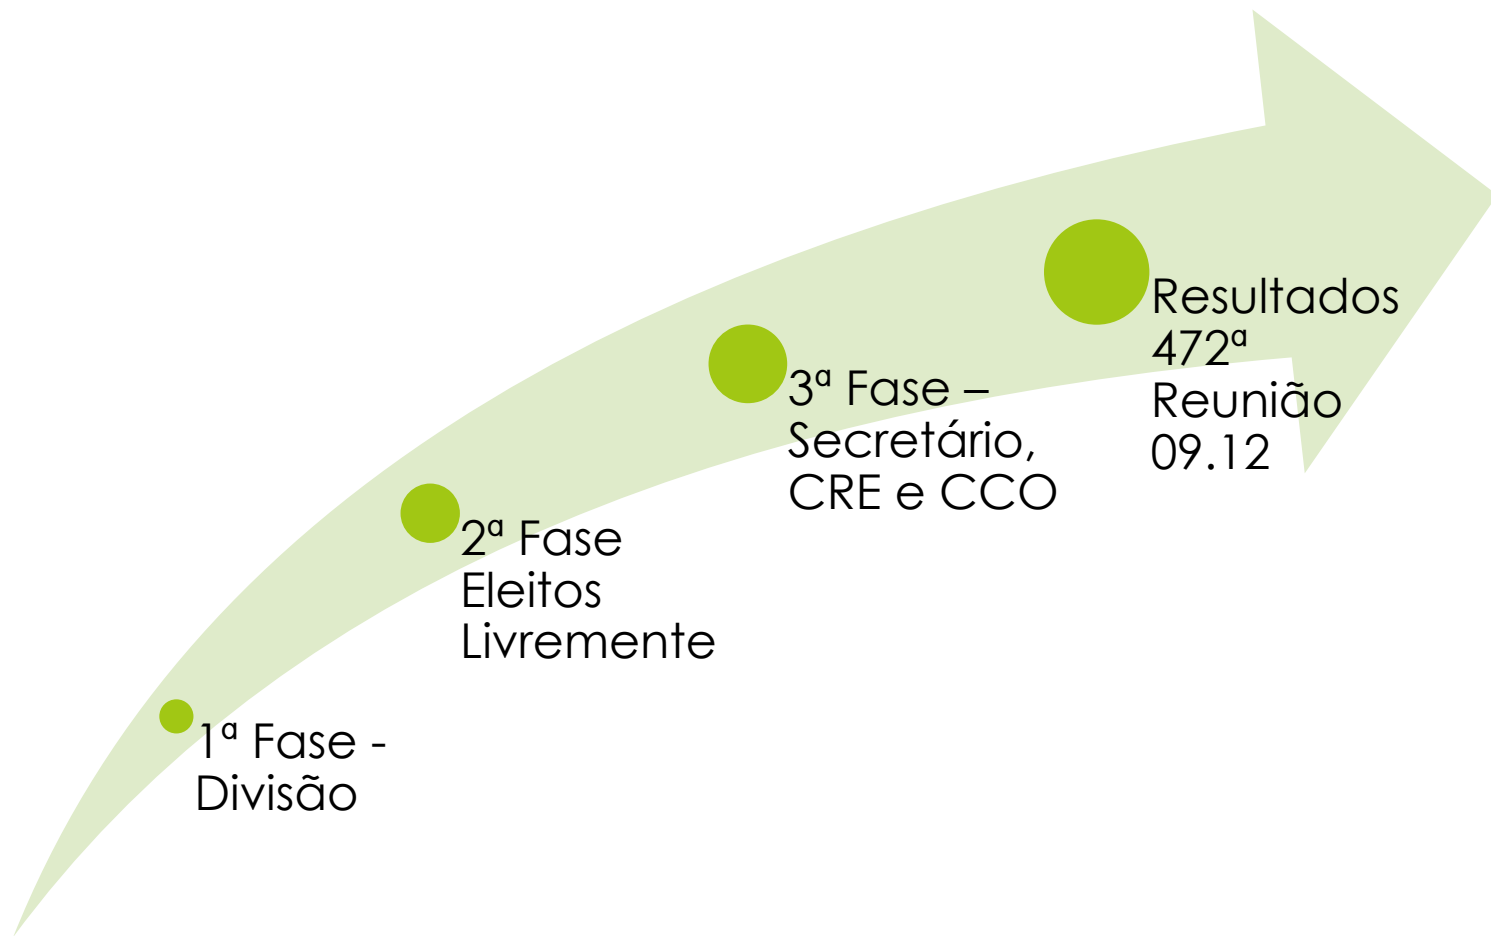 1ª Fase -
Divisão
2ª Fase
Eleitos
Livremente
3ª Fase –
Secretário,
CRE e CCO
Resultados
472ª
Reunião
09.12